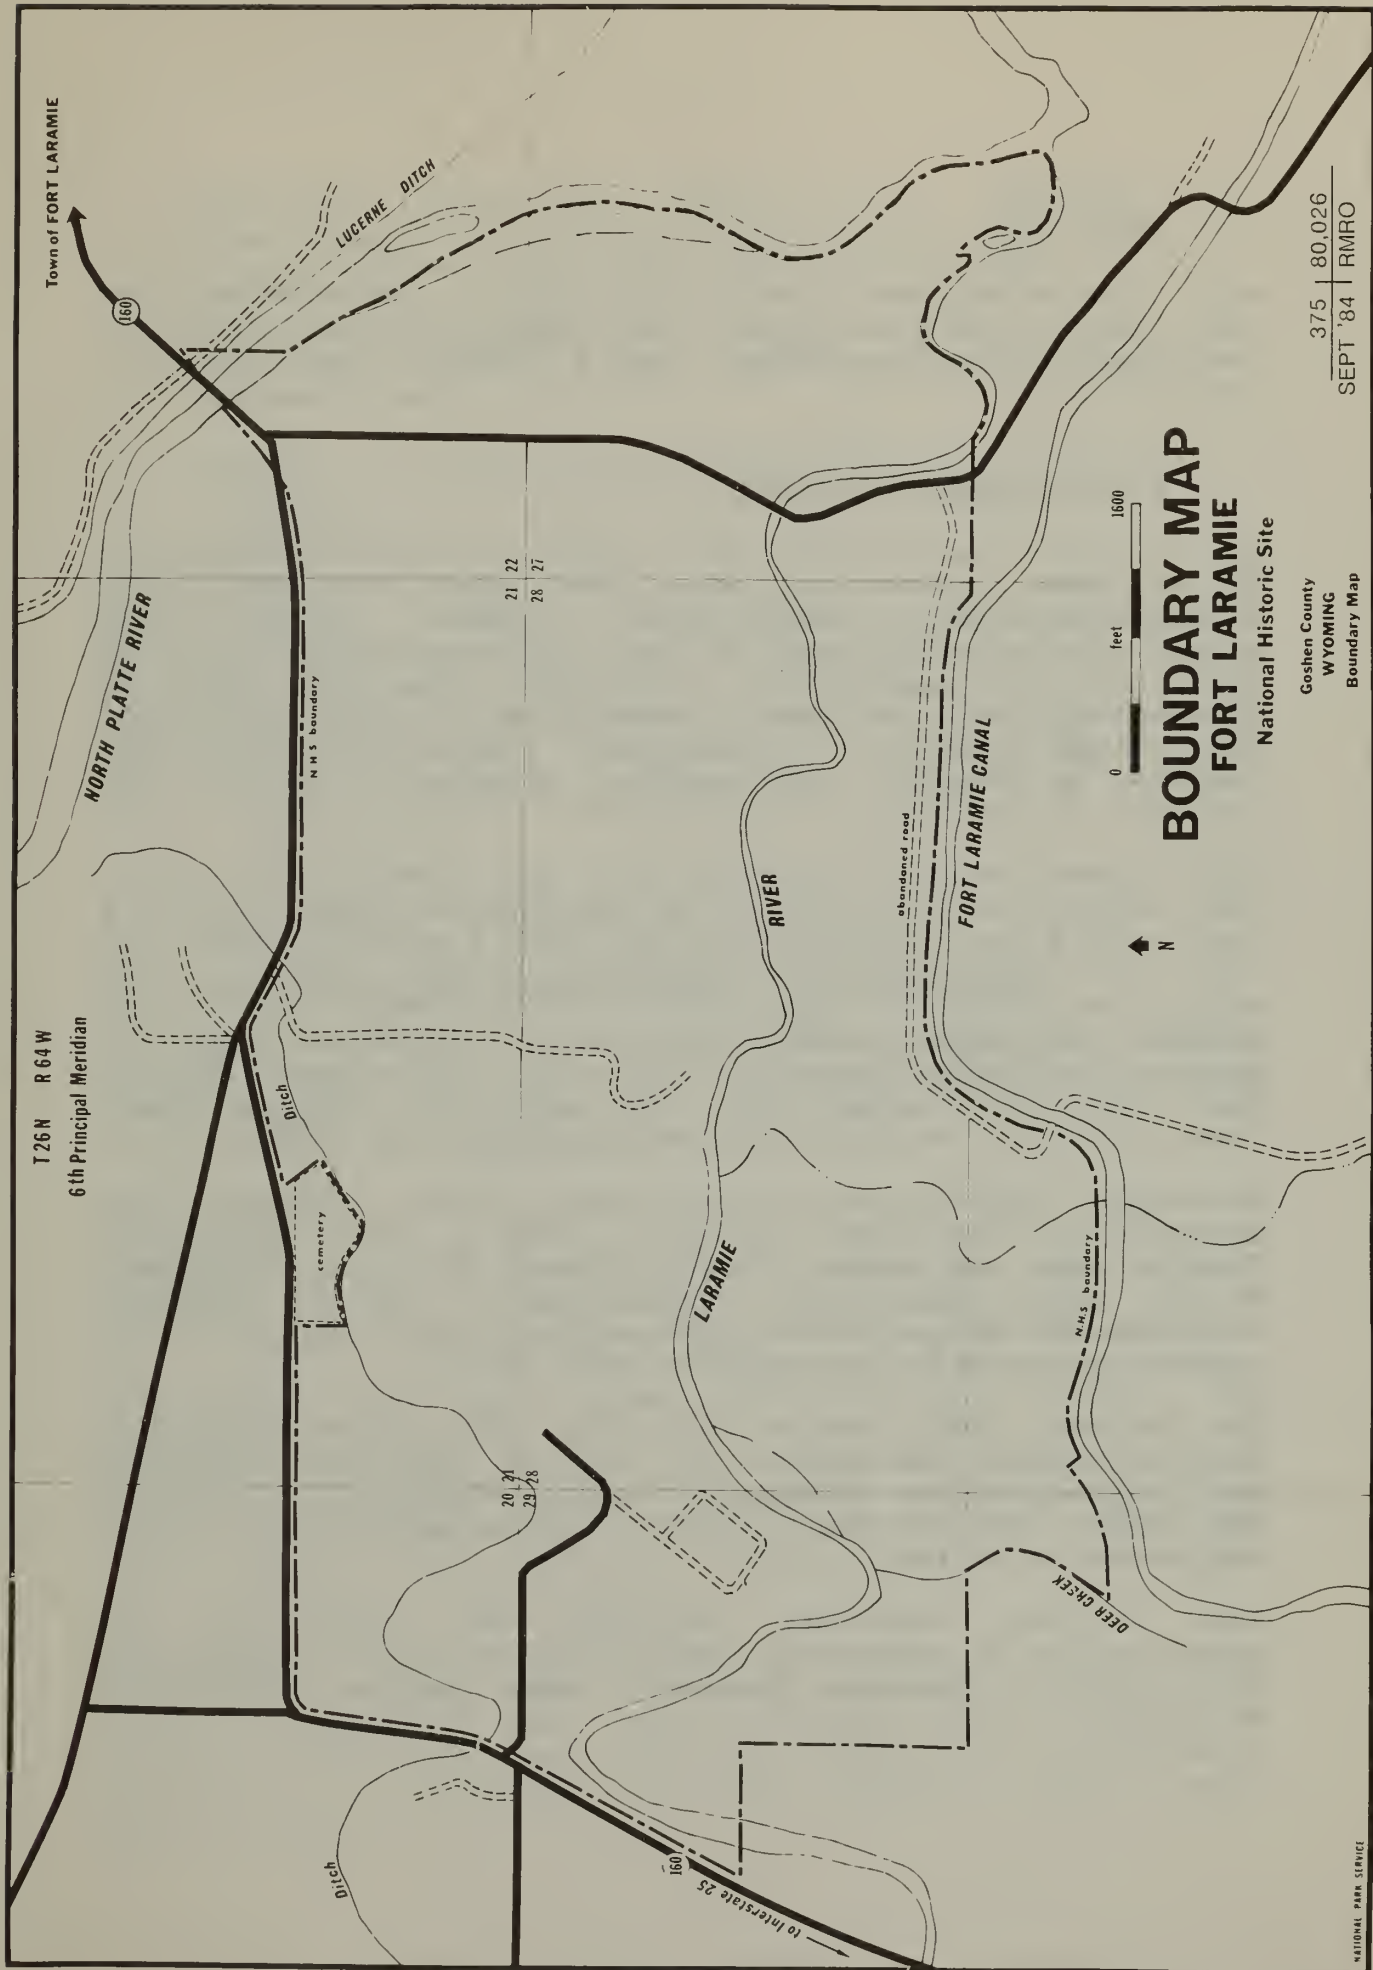 T 26 N R 64 W
6th Principal Meridian
Town of FORT LARAMIE
160
NORTH PLATTE RIVER
LUCERNE DITCH
N H S boundary
Ditch
cemetery
Ditch
20 21
29 28
21 22
28 27
LARAMIE
RIVER
160
to Interstate 25
abandoned road
FORT LARAMIE CANAL
N.H.S. boundary
DEER CREEK
N
0 feet 1600
BOUNDARY MAP
FORT LARAMIE
National Historic Site
Goshen County
WYOMING
Boundary Map
375 | 80,026
SEPT '84 | RMRO
NATIONAL PARK SERVICE